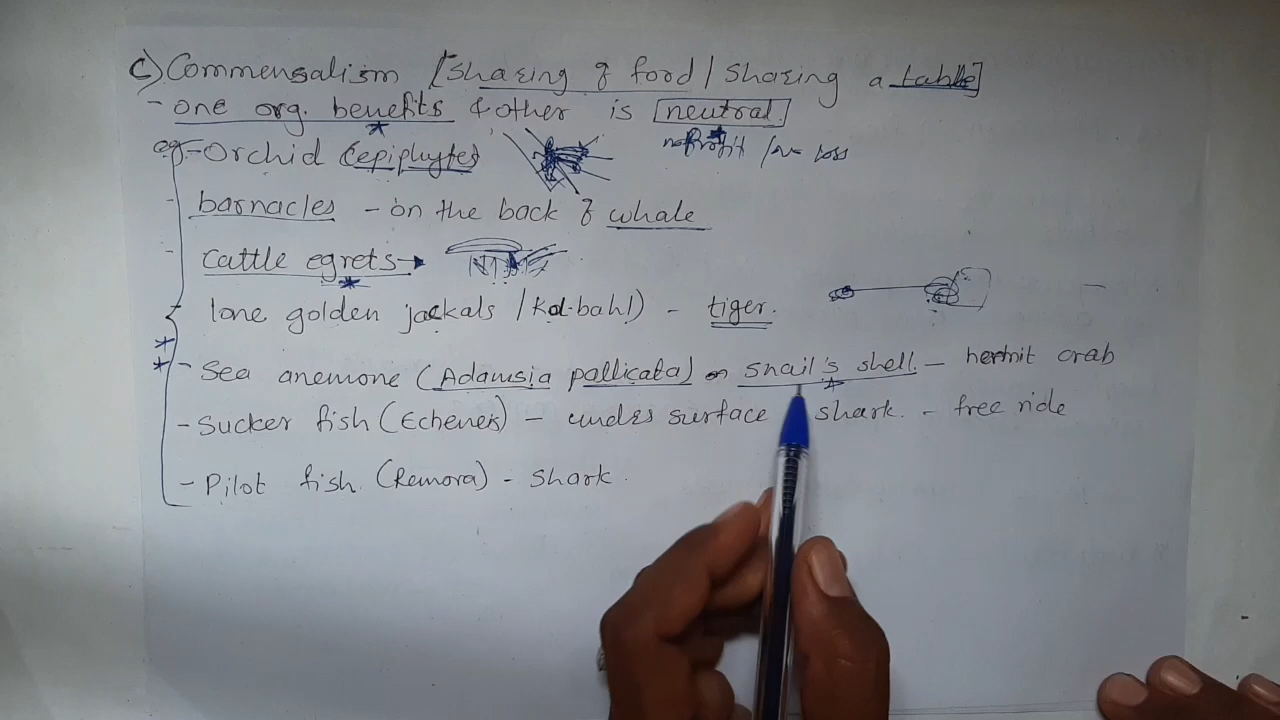 C) Commensalism [Sharing of food / Sharing a table]
- one org. benefits & other is neutral.
no profit / no loss
eg - Orchid (epiphytes)
- barnacles - on the back of whale
- Cattle egrets →
- lone golden jackals / Kol-bahl) - tiger.
- Sea anemone (Adamsia palliata) on snail's shell - hermit crab
- Sucker fish (Echeneis) - under surface of shark. - free ride
- Pilot fish. (Remora) - shark.